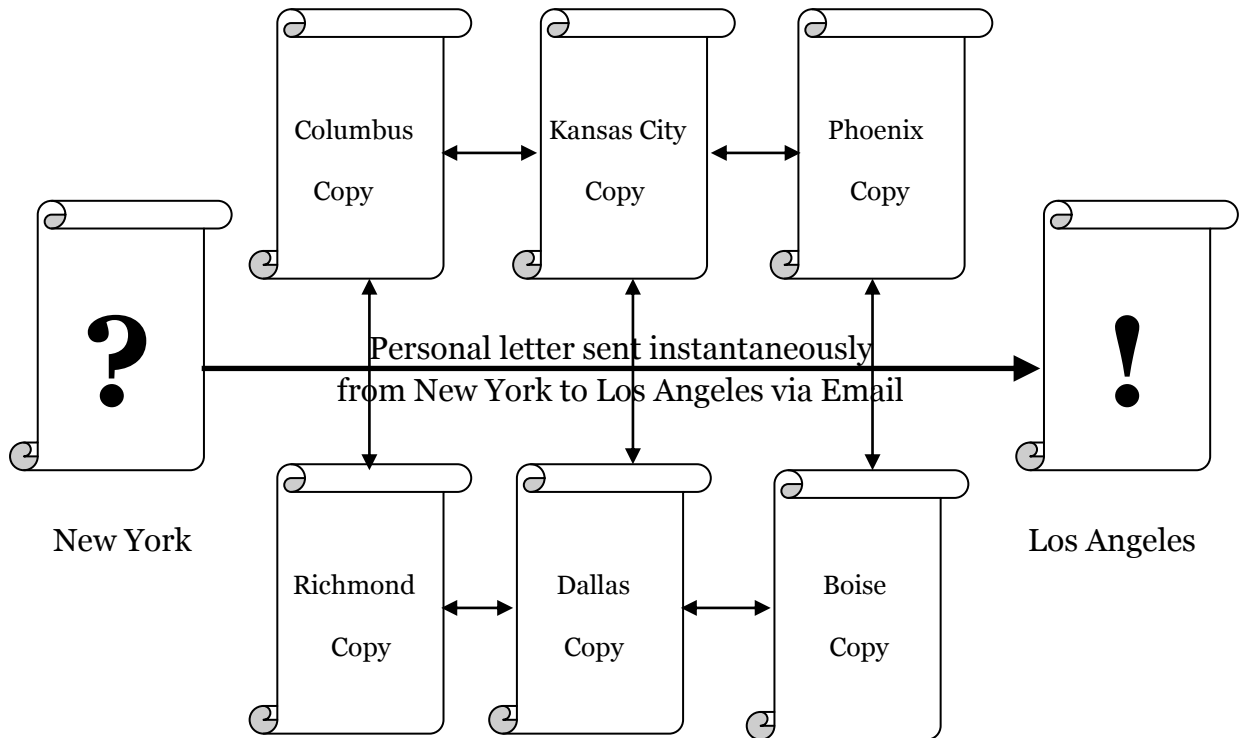 Columbus
Copy
Kansas City
Copy
Phoenix
Copy
?
Personal letter sent instantaneously
from New York to Los Angeles via Email
!
New York
Los Angeles
Richmond
Copy
Dallas
Copy
Boise
Copy